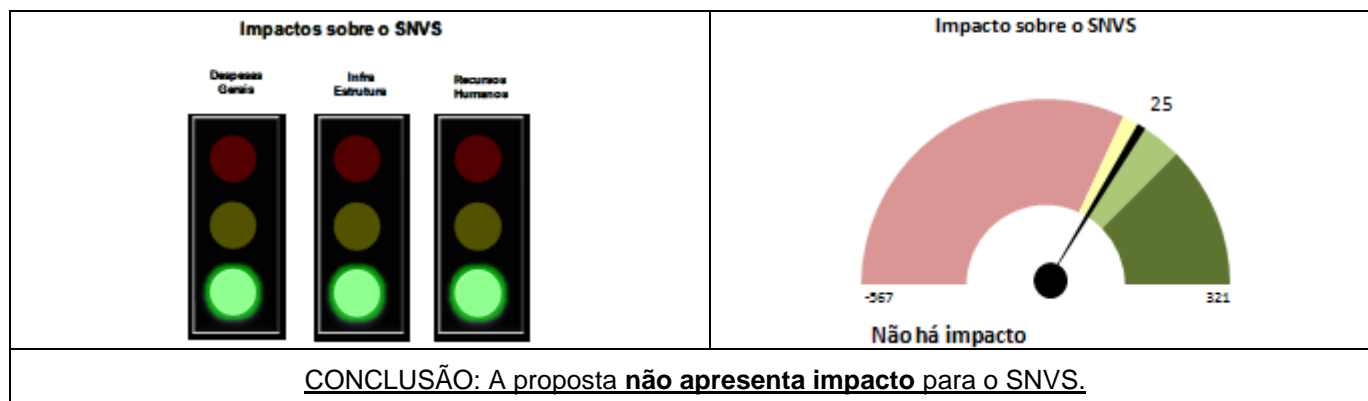 Impactos sobre o SNVS
Despesas
Gerais
Infra
Estrutura
Recursos
Humanos
Impacto sobre o SNVS
25
-567
321
Não há impacto
CONCLUSÃO: A proposta não apresenta impacto para o SNVS.